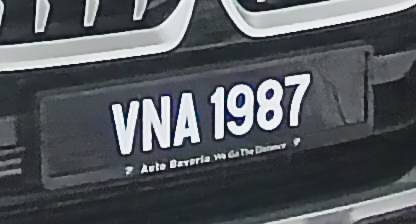 VNA 1987
Auto Bavaria We Go The Distance